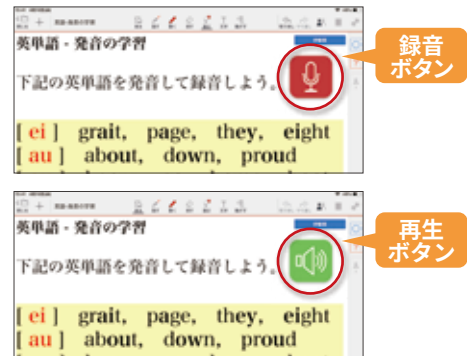 英単語 - 発音の学習
録音
ボタン
下記の英単語を発音して録音しよう。
[ ei ] grait, page, they, eight
[ au ] about, down, proud
英単語 - 発音の学習
再生
ボタン
下記の英単語を発音して録音しよう。
[ ei ] grait, page, they, eight
[ au ] about, down, proud